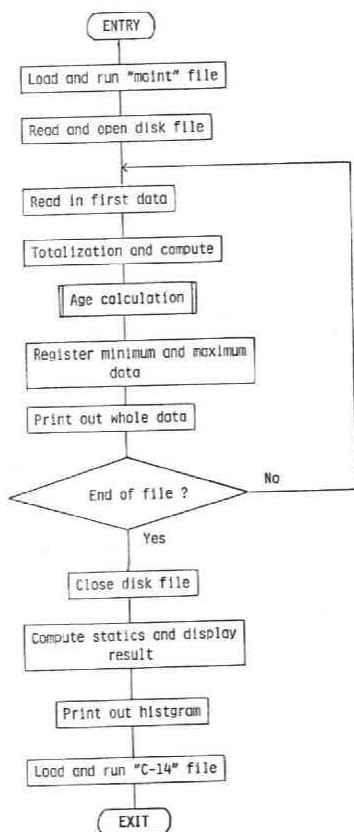 ENTRY
Load and run "maint" file
Read and open disk file
Read in first data
Totalization and compute
Age calculation
Register minimum and maximum
data
Print out whole data
End of file ?
No
Yes
Close disk file
Compute statics and display
result
Print out histgram
Load and run "C-14" file
EXIT